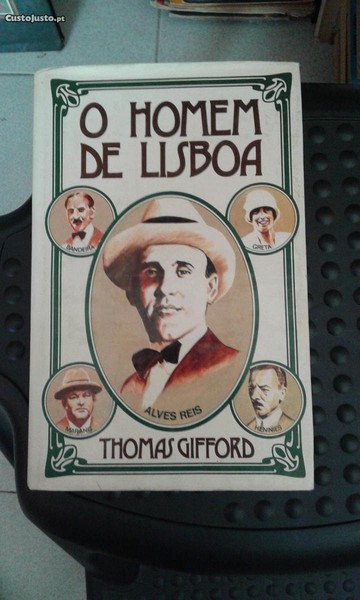 CustoJusto.pt
O HOMEM
DE LISBOA
BANDEIRA
GRETA
ALVES REIS
MARANG
HENNIES
THOMAS GIFFORD